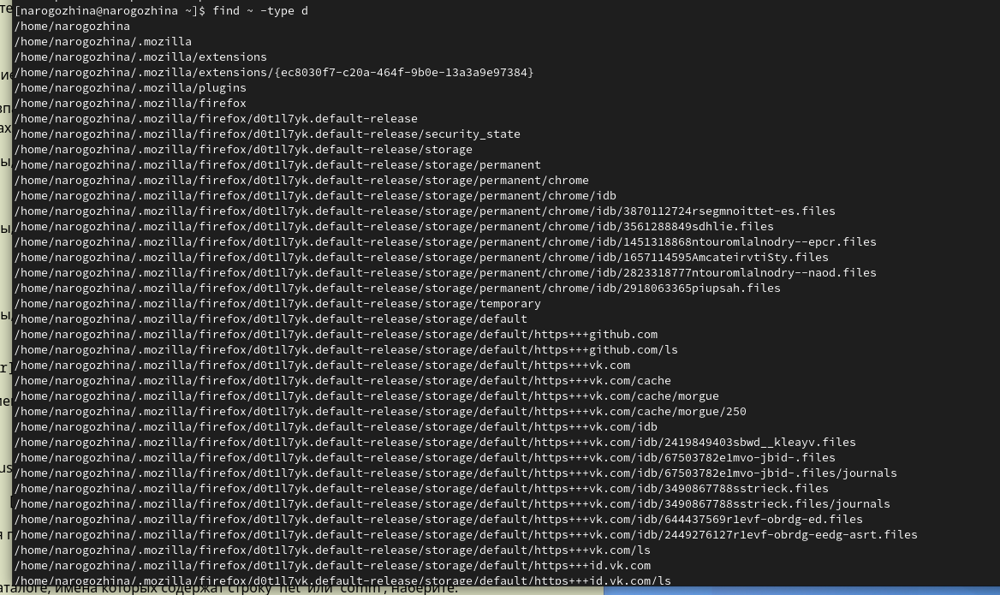 [narogozhina@narogozhina ~]$ find ~ -type d
/home/narogozhina
/home/narogozhina/.mozilla
/home/narogozhina/.mozilla/extensions
/home/narogozhina/.mozilla/extensions/{ec8030f7-c20a-464f-9b0e-13a3a9e97384}
/home/narogozhina/.mozilla/plugins
/home/narogozhina/.mozilla/firefox
/home/narogozhina/.mozilla/firefox/d0t1l7yk.default-release
/home/narogozhina/.mozilla/firefox/d0t1l7yk.default-release/security_state
/home/narogozhina/.mozilla/firefox/d0t1l7yk.default-release/storage
/home/narogozhina/.mozilla/firefox/d0t1l7yk.default-release/storage/permanent
/home/narogozhina/.mozilla/firefox/d0t1l7yk.default-release/storage/permanent/chrome
/home/narogozhina/.mozilla/firefox/d0t1l7yk.default-release/storage/permanent/chrome/idb
/home/narogozhina/.mozilla/firefox/d0t1l7yk.default-release/storage/permanent/chrome/idb/3870112724rsegmnoittet-es.files
/home/narogozhina/.mozilla/firefox/d0t1l7yk.default-release/storage/permanent/chrome/idb/3561288849sdhlie.files
/home/narogozhina/.mozilla/firefox/d0t1l7yk.default-release/storage/permanent/chrome/idb/1451318868ntouromlalnodry--epcr.files
/home/narogozhina/.mozilla/firefox/d0t1l7yk.default-release/storage/permanent/chrome/idb/1657114595AmcateirvtiSty.files
/home/narogozhina/.mozilla/firefox/d0t1l7yk.default-release/storage/permanent/chrome/idb/2823318777ntouromlalnodry--naod.files
/home/narogozhina/.mozilla/firefox/d0t1l7yk.default-release/storage/permanent/chrome/idb/2918063365piupsah.files
/home/narogozhina/.mozilla/firefox/d0t1l7yk.default-release/storage/temporary
/home/narogozhina/.mozilla/firefox/d0t1l7yk.default-release/storage/default
/home/narogozhina/.mozilla/firefox/d0t1l7yk.default-release/storage/default/https+++github.com
/home/narogozhina/.mozilla/firefox/d0t1l7yk.default-release/storage/default/https+++github.com/ls
/home/narogozhina/.mozilla/firefox/d0t1l7yk.default-release/storage/default/https+++vk.com
/home/narogozhina/.mozilla/firefox/d0t1l7yk.default-release/storage/default/https+++vk.com/cache
/home/narogozhina/.mozilla/firefox/d0t1l7yk.default-release/storage/default/https+++vk.com/cache/morgue
/home/narogozhina/.mozilla/firefox/d0t1l7yk.default-release/storage/default/https+++vk.com/cache/morgue/250
/home/narogozhina/.mozilla/firefox/d0t1l7yk.default-release/storage/default/https+++vk.com/idb
/home/narogozhina/.mozilla/firefox/d0t1l7yk.default-release/storage/default/https+++vk.com/idb/2419849403sbwd__kleayv.files
/home/narogozhina/.mozilla/firefox/d0t1l7yk.default-release/storage/default/https+++vk.com/idb/67503782e1mvo-jbid-.files
/home/narogozhina/.mozilla/firefox/d0t1l7yk.default-release/storage/default/https+++vk.com/idb/67503782e1mvo-jbid-.files/journals
/home/narogozhina/.mozilla/firefox/d0t1l7yk.default-release/storage/default/https+++vk.com/idb/3490867788sstrieck.files
/home/narogozhina/.mozilla/firefox/d0t1l7yk.default-release/storage/default/https+++vk.com/idb/3490867788sstrieck.files/journals
/home/narogozhina/.mozilla/firefox/d0t1l7yk.default-release/storage/default/https+++vk.com/idb/644437569r1evf-obrdg-ed.files
/home/narogozhina/.mozilla/firefox/d0t1l7yk.default-release/storage/default/https+++vk.com/idb/2449276127r1evf-obrdg-eedg-asrt.files
/home/narogozhina/.mozilla/firefox/d0t1l7yk.default-release/storage/default/https+++vk.com/ls
/home/narogozhina/.mozilla/firefox/d0t1l7yk.default-release/storage/default/https+++id.vk.com
/home/narogozhina/.mozilla/firefox/d0t1l7yk.default-release/storage/default/https+++id.vk.com/ls
имена которых содержат строку "net" или "comm", наберите: